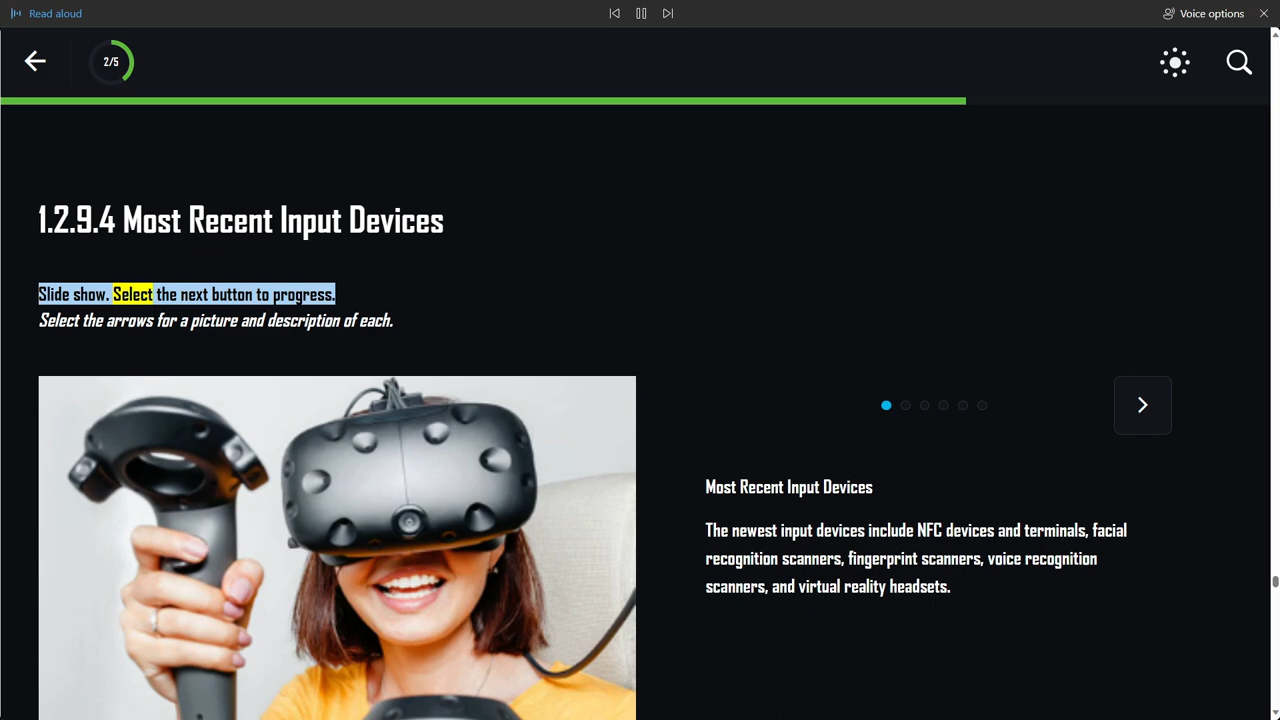 Read aloud
Voice options
2/5
1.2.9.4 Most Recent Input Devices
Slide show. Select the next button to progress.
Select the arrows for a picture and description of each.
Most Recent Input Devices
The newest input devices include NFC devices and terminals, facial
recognition scanners, fingerprint scanners, voice recognition
scanners, and virtual reality headsets.